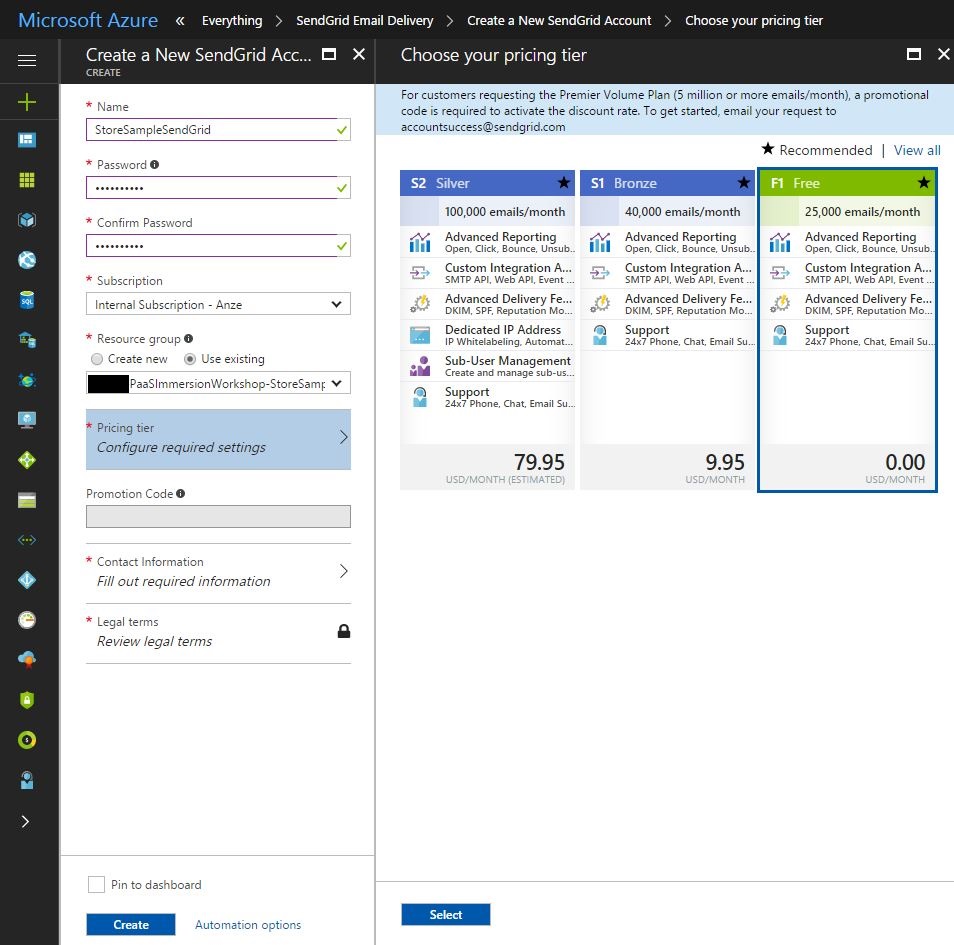 Microsoft Azure « Everything > SendGrid Email Delivery > Create a New SendGrid Account > Choose your pricing tier
Create a New SendGrid Acc...
CREATE
* Name
StoreSampleSendGrid
* Password
••••••••••
* Confirm Password
••••••••••
* Subscription
Internal Subscription - Anze
* Resource group
Create new
Use existing
PaaSImmersionWorkshop-StoreSamp
* Pricing tier
Configure required settings
Promotion Code
* Contact Information
Fill out required information
* Legal terms
Review legal terms
Pin to dashboard
Create
Automation options
Choose your pricing tier
For customers requesting the Premier Volume Plan (5 million or more emails/month), a promotional
code is required to activate the discount rate. To get started, email your request to
accountsuccess@sendgrid.com
★ Recommended | View all
S2 Silver ★
100,000 emails/month
Advanced Reporting
Open, Click, Bounce, Unsub...
Custom Integration A...
SMTP API, Web API, Event ...
Advanced Delivery Fe...
DKIM, SPF, Reputation Mo...
Dedicated IP Address
IP Whitelabeling, Automat...
Sub-User Management
Create and manage sub-us...
Support
24x7 Phone, Chat, Email Su...
79.95
USD/MONTH (ESTIMATED)
S1 Bronze ★
40,000 emails/month
Advanced Reporting
Open, Click, Bounce, Unsub...
Custom Integration A...
SMTP API, Web API, Event ...
Advanced Delivery Fe...
DKIM, SPF, Reputation Mo...
Support
24x7 Phone, Chat, Email Su...
9.95
USD/MONTH
F1 Free ★
25,000 emails/month
Advanced Reporting
Open, Click, Bounce, Unsub...
Custom Integration A...
SMTP API, Web API, Event ...
Advanced Delivery Fe...
DKIM, SPF, Reputation Mo...
Support
24x7 Phone, Chat, Email Su...
0.00
USD/MONTH
Select